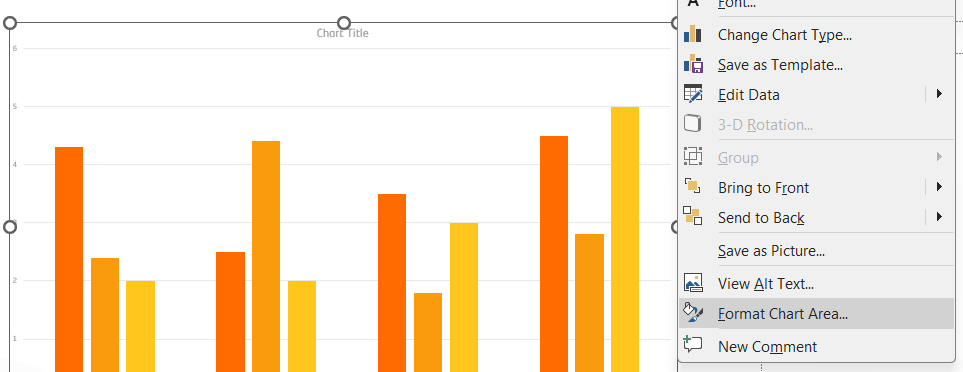 Chart Title
6
5
4
3
2
1
Font...
Change Chart Type...
Save as Template...
Edit Data
3-D Rotation...
Group
Bring to Front
Send to Back
Save as Picture...
View Alt Text...
Format Chart Area...
New Comment